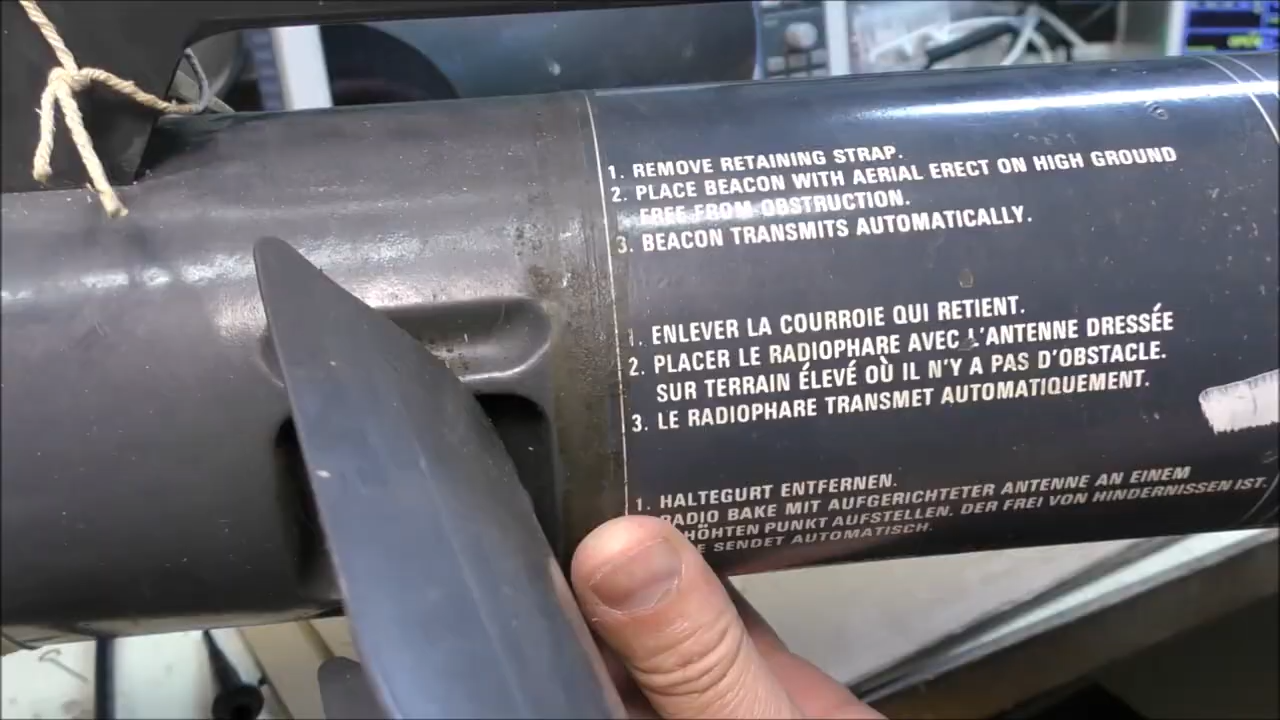 1. REMOVE RETAINING STRAP.
2. PLACE BEACON WITH AERIAL ERECT ON HIGH GROUND
FREE FROM OBSTRUCTION.
3. BEACON TRANSMITS AUTOMATICALLY.
1. ENLEVER LA COURROIE QUI RETIENT.
2. PLACER LE RADIOPHARE AVEC L'ANTENNE DRESSÉE
SUR TERRAIN ÉLEVÉ OÙ IL N'Y A PAS D'OBSTACLE.
3. LE RADIOPHARE TRANSMET AUTOMATIQUEMENT.
1. HALTEGURT ENTFERNEN.
RADIO BAKE MIT AUFGERICHTETER ANTENNE AN EINEM
HÖHTEN PUNKT AUFSTELLEN. DER FREI VON HINDERNISSEN IST.
E SENDET AUTOMATISCH.